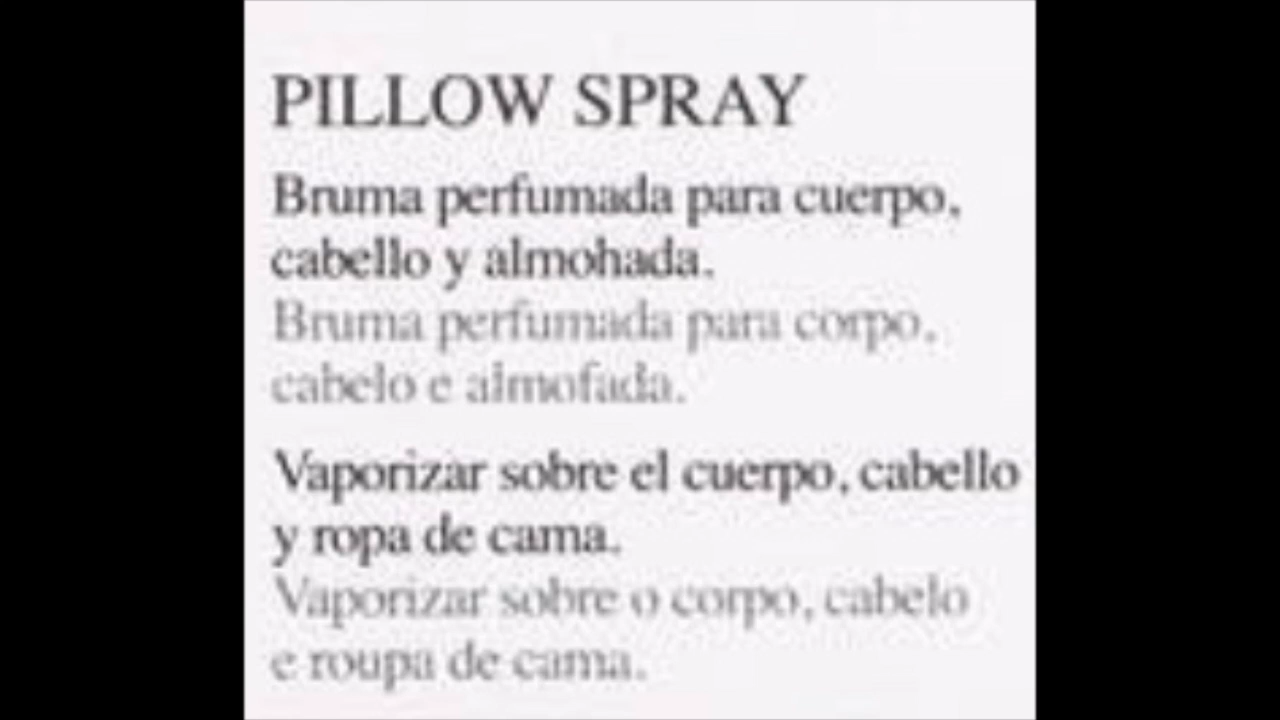 PILLOW SPRAY
Bruma perfumada para cuerpo,
cabello y almohada.
Bruma perfumada para corpo,
cabelo e almofada.
Vaporizar sobre el cuerpo, cabello
y ropa de cama.
Vaporizar sobre o corpo, cabelo
e roupa de cama.